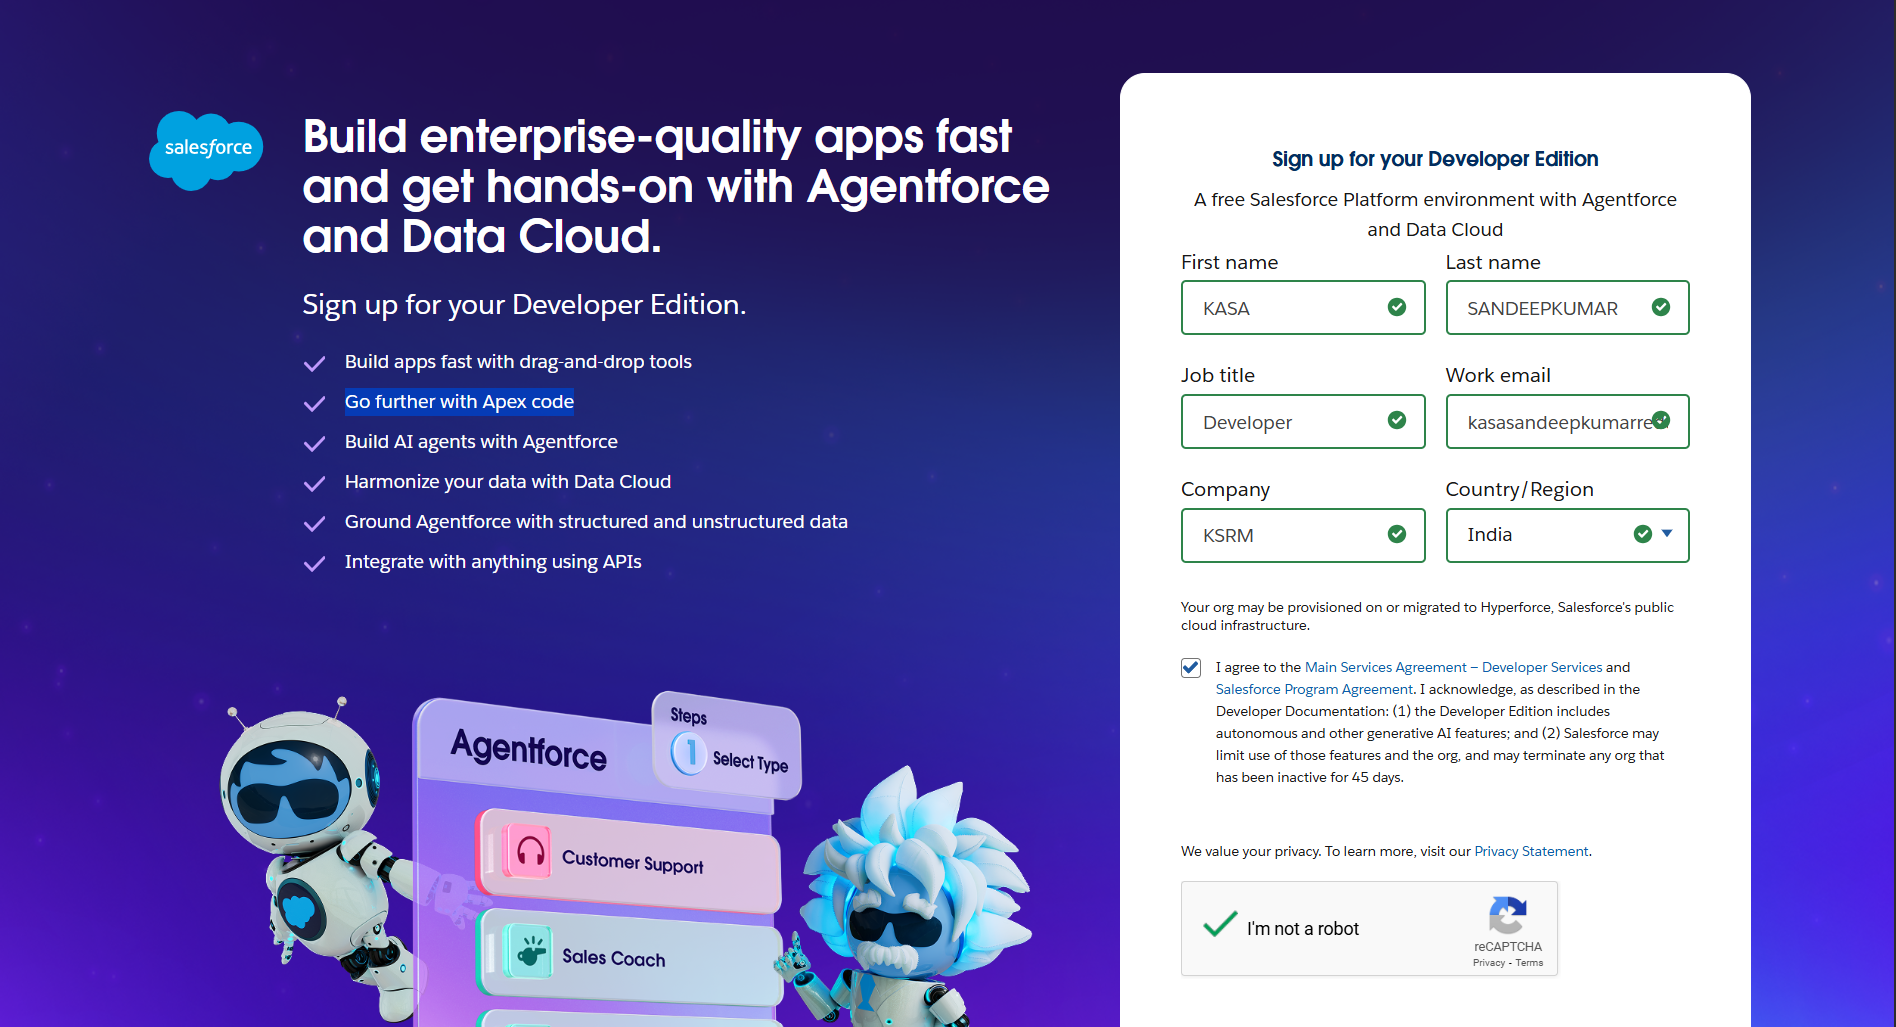 salesforce
Build enterprise-quality apps fast
and get hands-on with Agentforce
and Data Cloud.
Sign up for your Developer Edition.
Build apps fast with drag-and-drop tools
Go further with Apex code
Build AI agents with Agentforce
Harmonize your data with Data Cloud
Ground Agentforce with structured and unstructured data
Integrate with anything using APIs
Agentforce
Steps
1 Select Type
Customer Support
Sales Coach
Sign up for your Developer Edition
A free Salesforce Platform environment with Agentforce
and Data Cloud
First name Last name
KASA SANDEEPKUMAR
Job title Work email
Developer kasasandeepkumarre
Company Country/Region
KSRM India
Your org may be provisioned on or migrated to Hyperforce, Salesforce's public
cloud infrastructure.
I agree to the Main Services Agreement – Developer Services and
Salesforce Program Agreement. I acknowledge, as described in the
Developer Documentation: (1) the Developer Edition includes
autonomous and other generative AI features; and (2) Salesforce may
limit use of those features and the org, and may terminate any org that
has been inactive for 45 days.
We value your privacy. To learn more, visit our Privacy Statement.
I'm not a robot
reCAPTCHA
Privacy - Terms